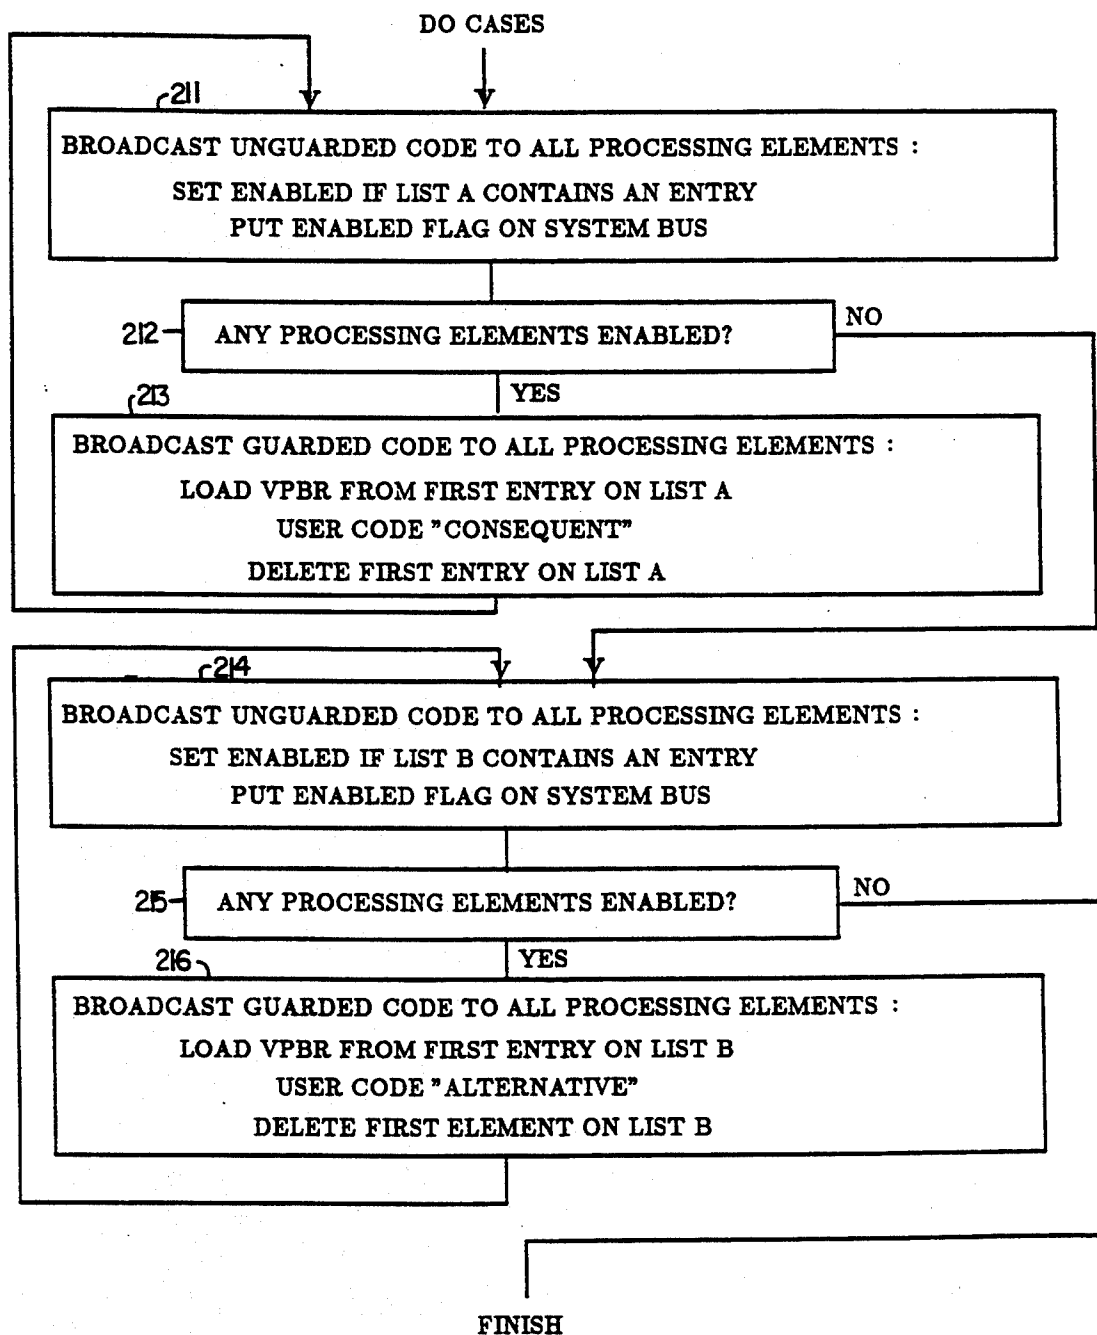 DO CASES
211
BROADCAST UNGUARDED CODE TO ALL PROCESSING ELEMENTS :
SET ENABLED IF LIST A CONTAINS AN ENTRY
PUT ENABLED FLAG ON SYSTEM BUS
212
ANY PROCESSING ELEMENTS ENABLED?
NO
YES
213
BROADCAST GUARDED CODE TO ALL PROCESSING ELEMENTS :
LOAD VPBR FROM FIRST ENTRY ON LIST A
USER CODE "CONSEQUENT"
DELETE FIRST ENTRY ON LIST A
214
BROADCAST UNGUARDED CODE TO ALL PROCESSING ELEMENTS :
SET ENABLED IF LIST B CONTAINS AN ENTRY
PUT ENABLED FLAG ON SYSTEM BUS
215
ANY PROCESSING ELEMENTS ENABLED?
NO
YES
216
BROADCAST GUARDED CODE TO ALL PROCESSING ELEMENTS :
LOAD VPBR FROM FIRST ENTRY ON LIST B
USER CODE "ALTERNATIVE"
DELETE FIRST ELEMENT ON LIST B
FINISH